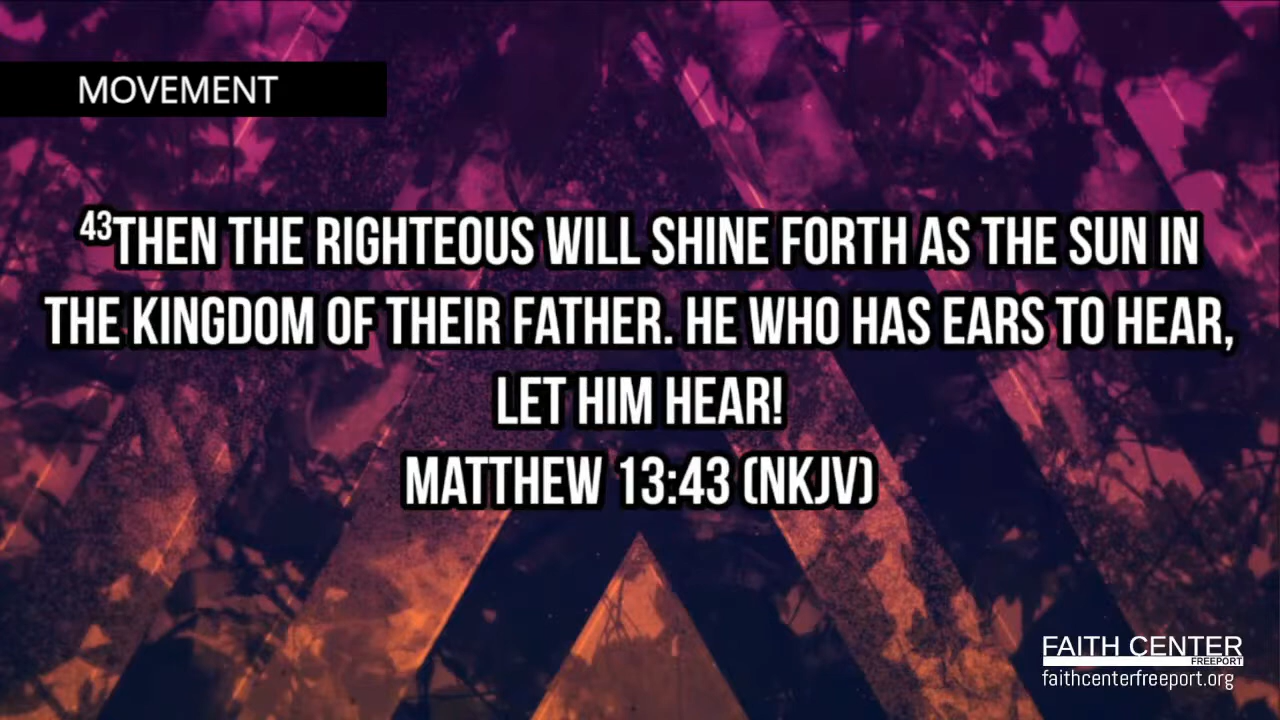 MOVEMENT
43THEN THE RIGHTEOUS WILL SHINE FORTH AS THE SUN IN
THE KINGDOM OF THEIR FATHER. HE WHO HAS EARS TO HEAR,
LET HIM HEAR!
MATTHEW 13:43 (NKJV)
FAITH CENTER
FREEPORT
faithcenterfreeport.org